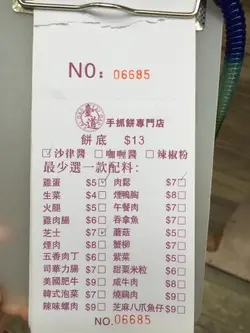 NO: 06685
臺道 手抓餅專門店
餅底 $13
沙律醬 咖喱醬 辣椒粉
最少選一款配料:
雞蛋 $5 肉鬆 $7
生菜 $4 煙鴨胸 $8
火腿 $5 午餐肉 $7
雞肉腸 $6 吞拿魚 $7
芝士 $7 蘑菇 $5
煙肉 $8 蟹柳 $7
五香肉丁 $6 紫菜 $5
司華力腸 $7 甜粟米粒 $6
美國肥牛 $9 咸牛肉 $8
韓式泡菜 $7 燒鷄肉 $9
辣味螺肉 $9 芝麻八爪魚仔 $9
NO. 06685